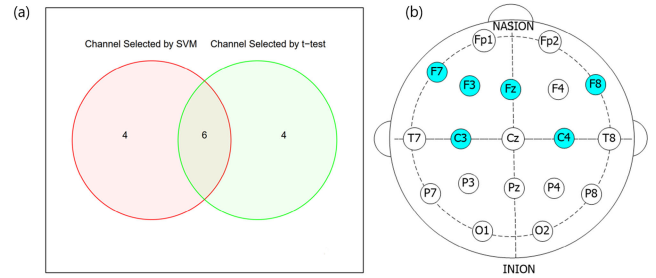 (a)
Channel Selected by SVM
Channel Selected by t-test
4
6
4
(b)
NASION
Fp1
Fp2
F7
F3
Fz
F4
F8
T7
C3
Cz
C4
T8
P7
P3
Pz
P4
P8
O1
O2
INION